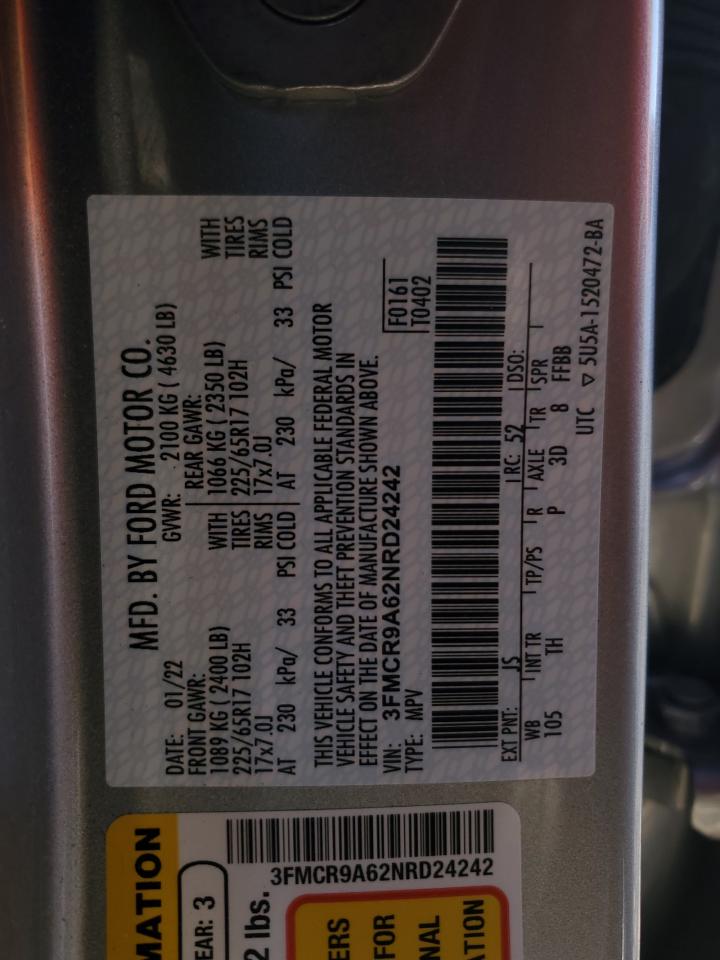 MFD. BY FORD MOTOR CO.
DATE: 01/22 GVWR: 2100 KG ( 4630 LB)
FRONT GAWR: REAR GAWR:
1089 KG ( 2400 LB) WITH 1066 KG ( 2350 LB) WITH
225/65R17 102H TIRES 225/65R17 102H TIRES
17x7.0J RIMS 17x7.0J RIMS
AT 230 kPa/ 33 PSI COLD AT 230 kPa/ 33 PSI COLD
THIS VEHICLE CONFORMS TO ALL APPLICABLE FEDERAL MOTOR
VEHICLE SAFETY AND THEFT PREVENTION STANDARDS IN
EFFECT ON THE DATE OF MANUFACTURE SHOWN ABOVE.
VIN: 3FMCR9A62NRD24242 F0161
TYPE: MPV T0402
EXT PNT: JS RC: 52 DSO:
WB INT TR TP/PS R AXLE TR SPR
105 TH P 3D 8 FFBB
UTC ▽ 5U5A-1520472-BA
MATION
EAR: 3
3FMCR9A62NRD24242
2 lbs.
ERS
FOR
NAL
ATION